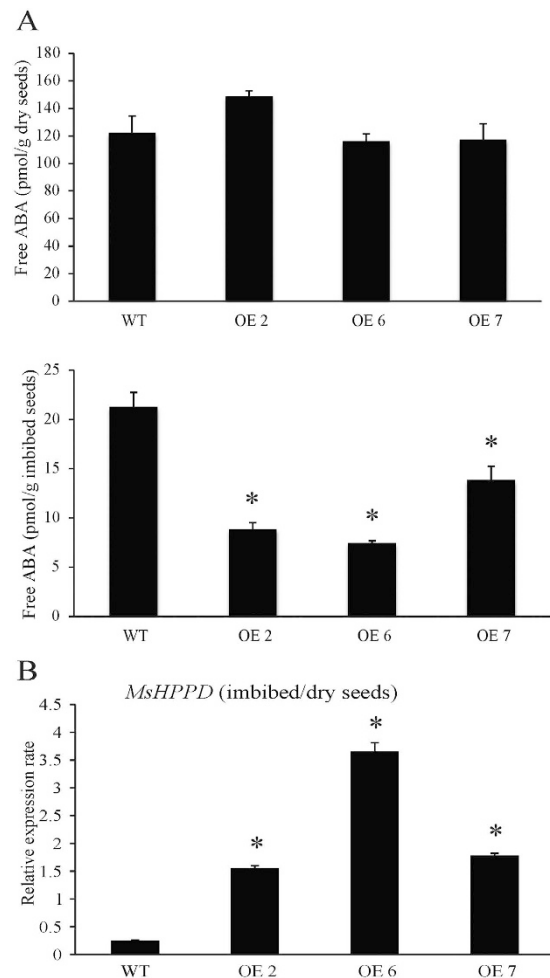 A
Free ABA (pmol/g dry seeds)
180
160
140
120
100
80
60
40
20
0
WT OE 2 OE 6 OE 7
Free ABA (pmol/g imbibed seeds)
25
20
15
10
5
0
* * *
WT OE 2 OE 6 OE 7
B
MsHPPD (imbibed/dry seeds)
Relative expression rate
4.5
4
3.5
3
2.5
2
1.5
1
0.5
0
* * *
WT OE 2 OE 6 OE 7